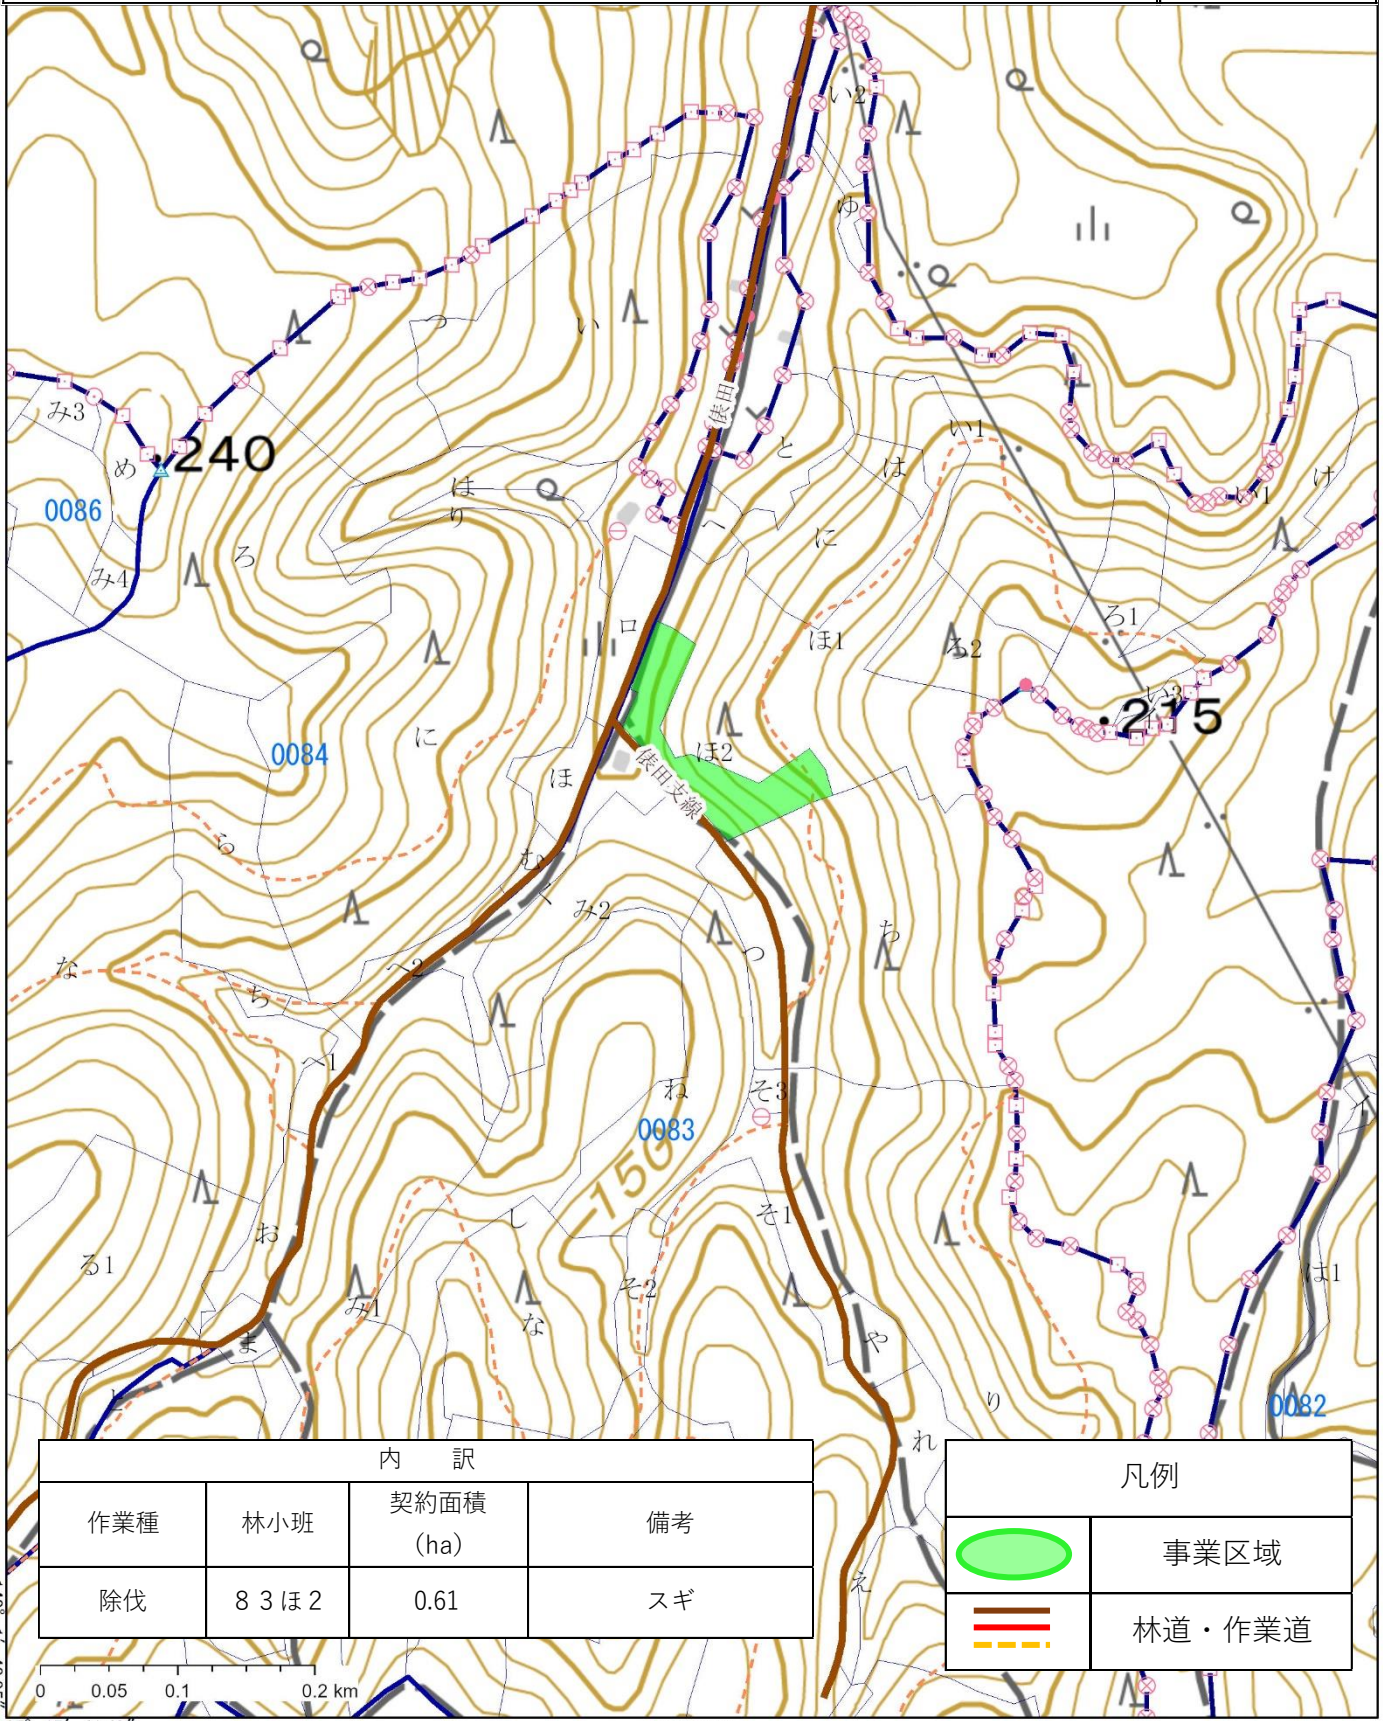 い2
ゆ
つ
い
俵田
み3
め
240
と
い1
は
け
い1
0086
は
り
へ
に
み4
ろ
ロ
ほ1
ろ1
ろ2
い3
215
に
0084
ほ
ほ2
俵田支線
ら
む
く
み2
つ
わ
な
ち
へ2
へ1
ね
そ3
0083
150
イ
お
し
そ1
る1
そ2
は1
み1
な
ま
や
り
0082
れ
え
内 訳
作業種 林小班 契約面積 (ha) 備考
除伐 83ほ2 0.61 スギ
凡例
事業区域
林道・作業道
0 0.05 0.1 0.2 km